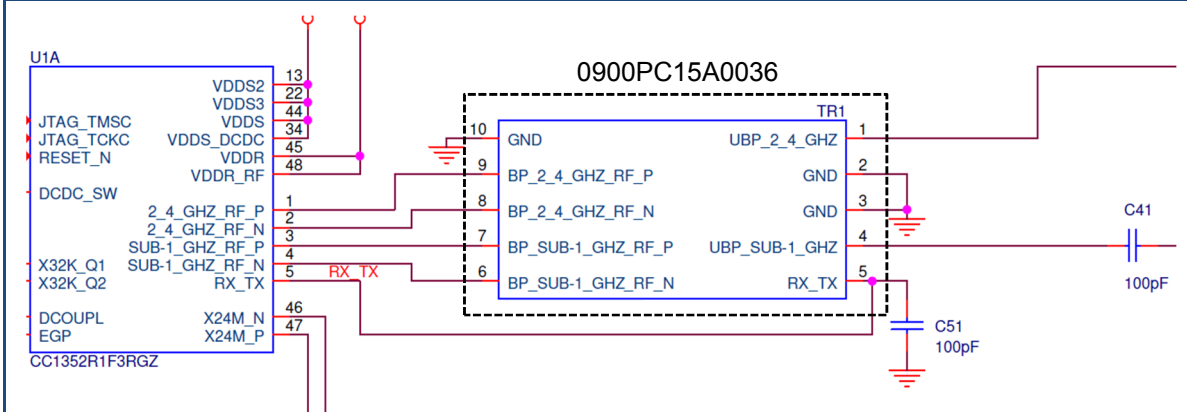 0900PC15A0036
U1A
VDDS2 13
VDDS3 22
JTAG_TMSC VDDS 44
JTAG_TCKC VDDS_DCDC 34
RESET_N VDDR 45
VDDR_RF 48
DCDC_SW
2_4_GHZ_RF_P 1
2_4_GHZ_RF_N 2
SUB-1_GHZ_RF_P 3
X32K_Q1 SUB-1_GHZ_RF_N 4
X32K_Q2 RX_TX 5 RX_TX
DCOUPL X24M_N 46
EGP X24M_P 47
CC1352R1F3RGZ
TR1
10 GND UBP_2_4_GHZ 1
9 BP_2_4_GHZ_RF_P GND 2
8 BP_2_4_GHZ_RF_N GND 3
7 BP_SUB-1_GHZ_RF_P UBP_SUB-1_GHZ 4
6 BP_SUB-1_GHZ_RF_N RX_TX 5
C41
100pF
C51
100pF